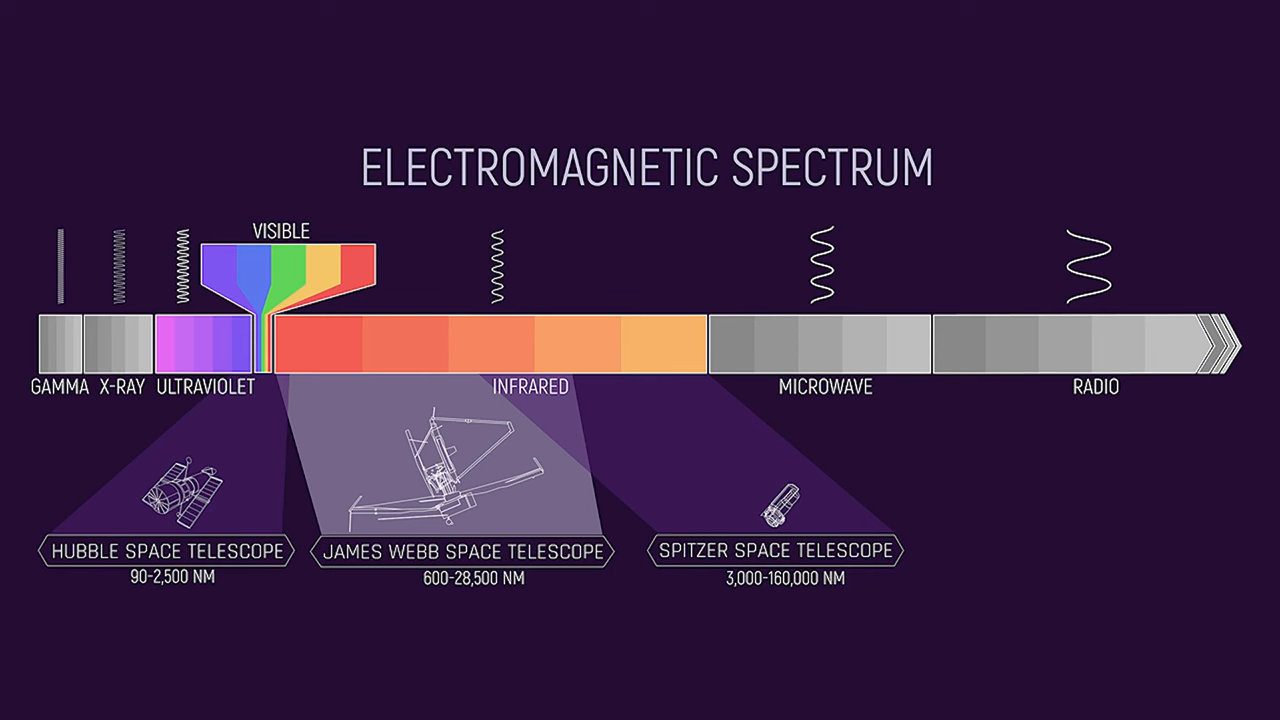 ELECTROMAGNETIC SPECTRUM
VISIBLE
GAMMA X-RAY ULTRAVIOLET INFRARED MICROWAVE RADIO
HUBBLE SPACE TELESCOPE
90-2,500 NM
JAMES WEBB SPACE TELESCOPE
600-28,500 NM
SPITZER SPACE TELESCOPE
3,000-160,000 NM